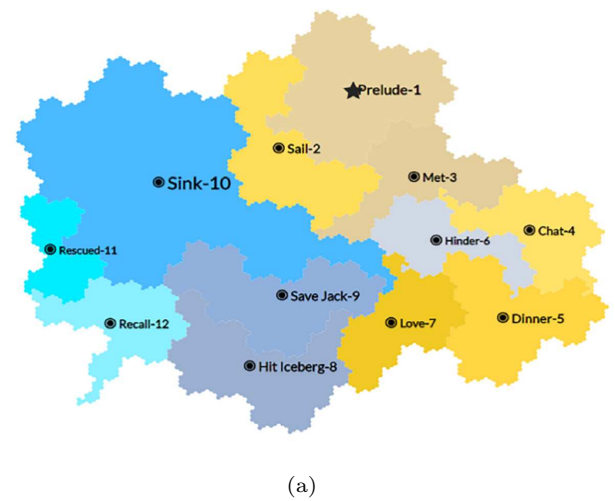 Prelude-1
Sail-2
Met-3
Sink-10
Chat-4
Hinder-6
Rescued-11
Save Jack-9
Dinner-5
Recall-12
Love-7
Hit Iceberg-8
(a)